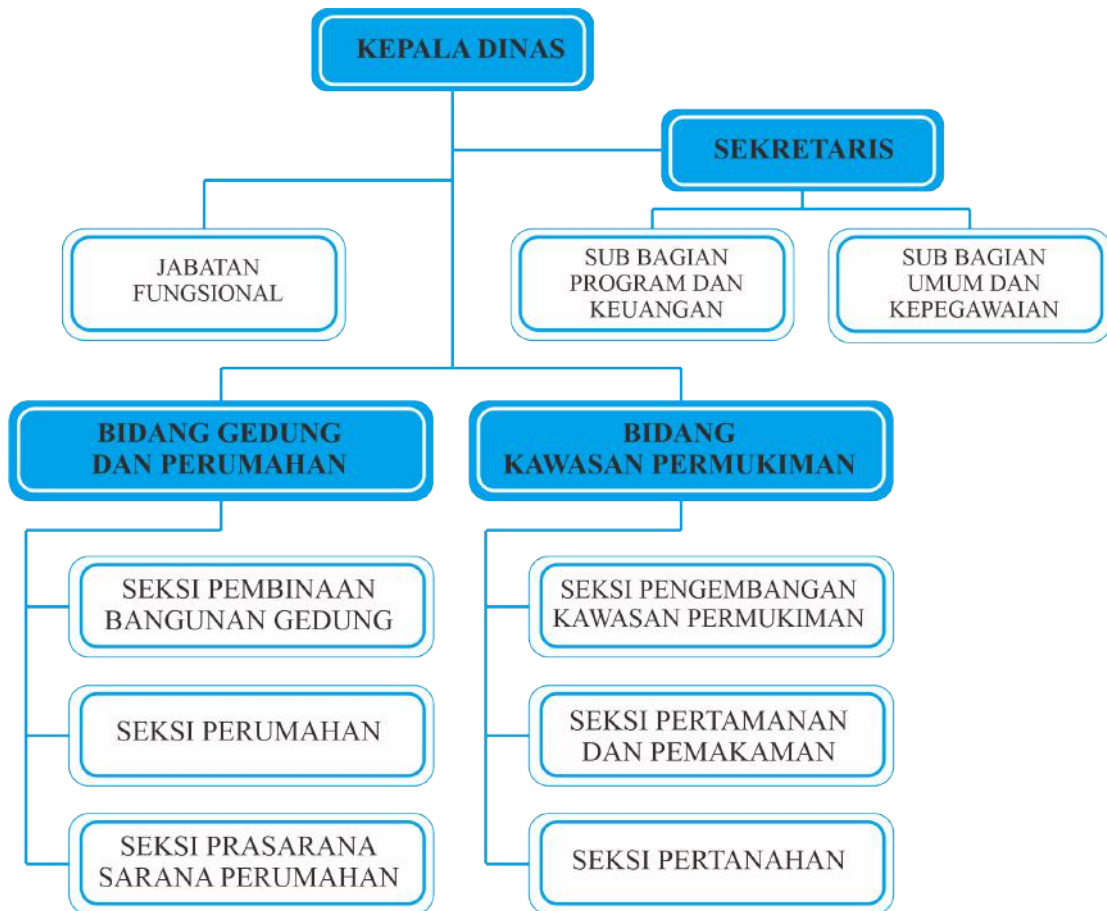 KEPALA DINAS
SEKRETARIS
JABATAN
FUNGSIONAL
SUB BAGIAN
PROGRAM DAN
KEUANGAN
SUB BAGIAN
UMUM DAN
KEPEGAWAIAN
BIDANG GEDUNG
DAN PERUMAHAN
SEKSI PEMBINAAN
BANGUNAN GEDUNG
SEKSI PERUMAHAN
SEKSI PRASARANA
SARANA PERUMAHAN
BIDANG
KAWASAN PERMUKIMAN
SEKSI PENGEMBANGAN
KAWASAN PERMUKIMAN
SEKSI PERTAMANAN
DAN PEMAKAMAN
SEKSI PERTANAHAN